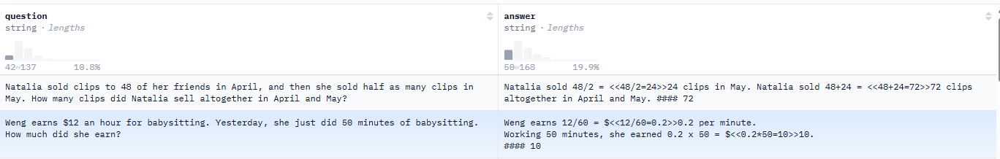 question
string · lengths
42↔137 10.8%
answer
string · lengths
50↔168 19.9%
Natalia sold clips to 48 of her friends in April, and then she sold half as many clips in
May. How many clips did Natalia sell altogether in April and May?
Natalia sold 48/2 = <<48/2=24>>24 clips in May. Natalia sold 48+24 = <<48+24=72>>72 clips
altogether in April and May. #### 72
Weng earns $12 an hour for babysitting. Yesterday, she just did 50 minutes of babysitting.
How much did she earn?
Weng earns 12/60 = $<<12/60=0.2>>0.2 per minute.
Working 50 minutes, she earned 0.2 x 50 = $<<0.2*50=10>>10.
#### 10